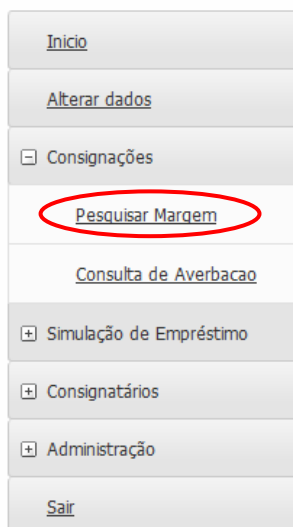 Inicio
Alterar dados
Consignações
Pesquisar Margem
Consulta de Averbacao
Simulação de Empréstimo
Consignatários
Administração
Sair